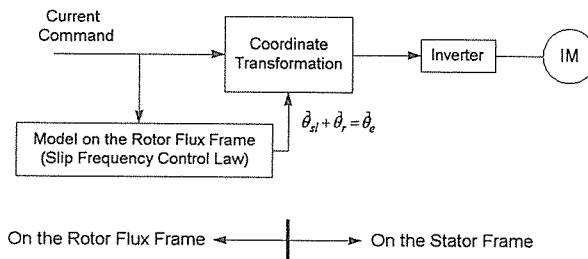 Current
Command
Coordinate
Transformation
Inverter
IM
θ̂sl + θ̂r = θ̂e
Model on the Rotor Flux Frame
(Slip Frequency Control Law)
On the Rotor Flux Frame
On the Stator Frame